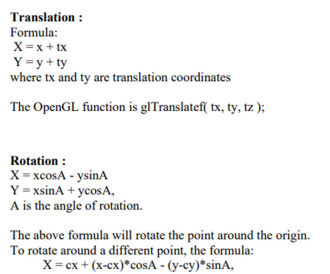 Translation :
Formula:
X = x + tx
Y = y + ty
where tx and ty are translation coordinates
The OpenGL function is glTranslatef( tx, ty, tz );
Rotation :
X = xcosA - ysinA
Y = xsinA + ycosA,
A is the angle of rotation.
The above formula will rotate the point around the origin.
To rotate around a different point, the formula:
X = cx + (x-cx)*cosA - (y-cy)*sinA,